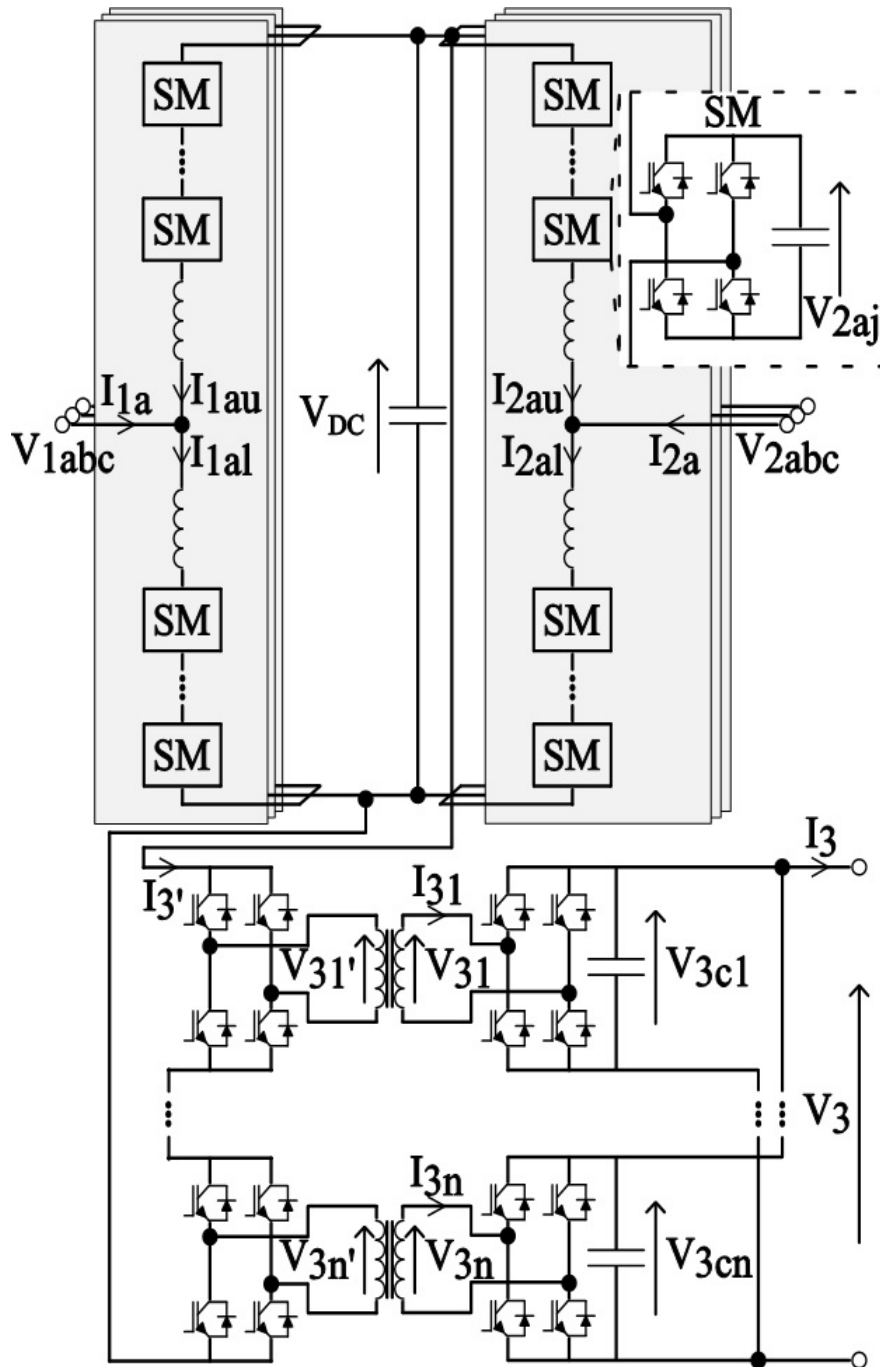 SM
SM
SM
SM
SM
SM
SM
SM
SM
V2aj
I1a
I1au
V1abc
I1al
VDC
I2au
I2al
I2a
V2abc
I3'
I31
V31'
V31
V3c1
I3
V3
I3n
V3n'
V3n
V3cn